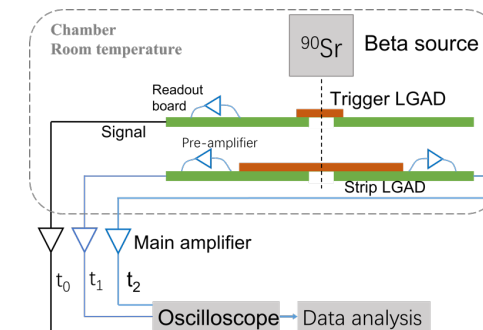 Chamber
Room temperature
⁹⁰Sr
Beta source
Readout
board
Trigger LGAD
Signal
Pre-amplifier
Strip LGAD
Main amplifier
t₀
t₁
t₂
Oscilloscope
Data analysis